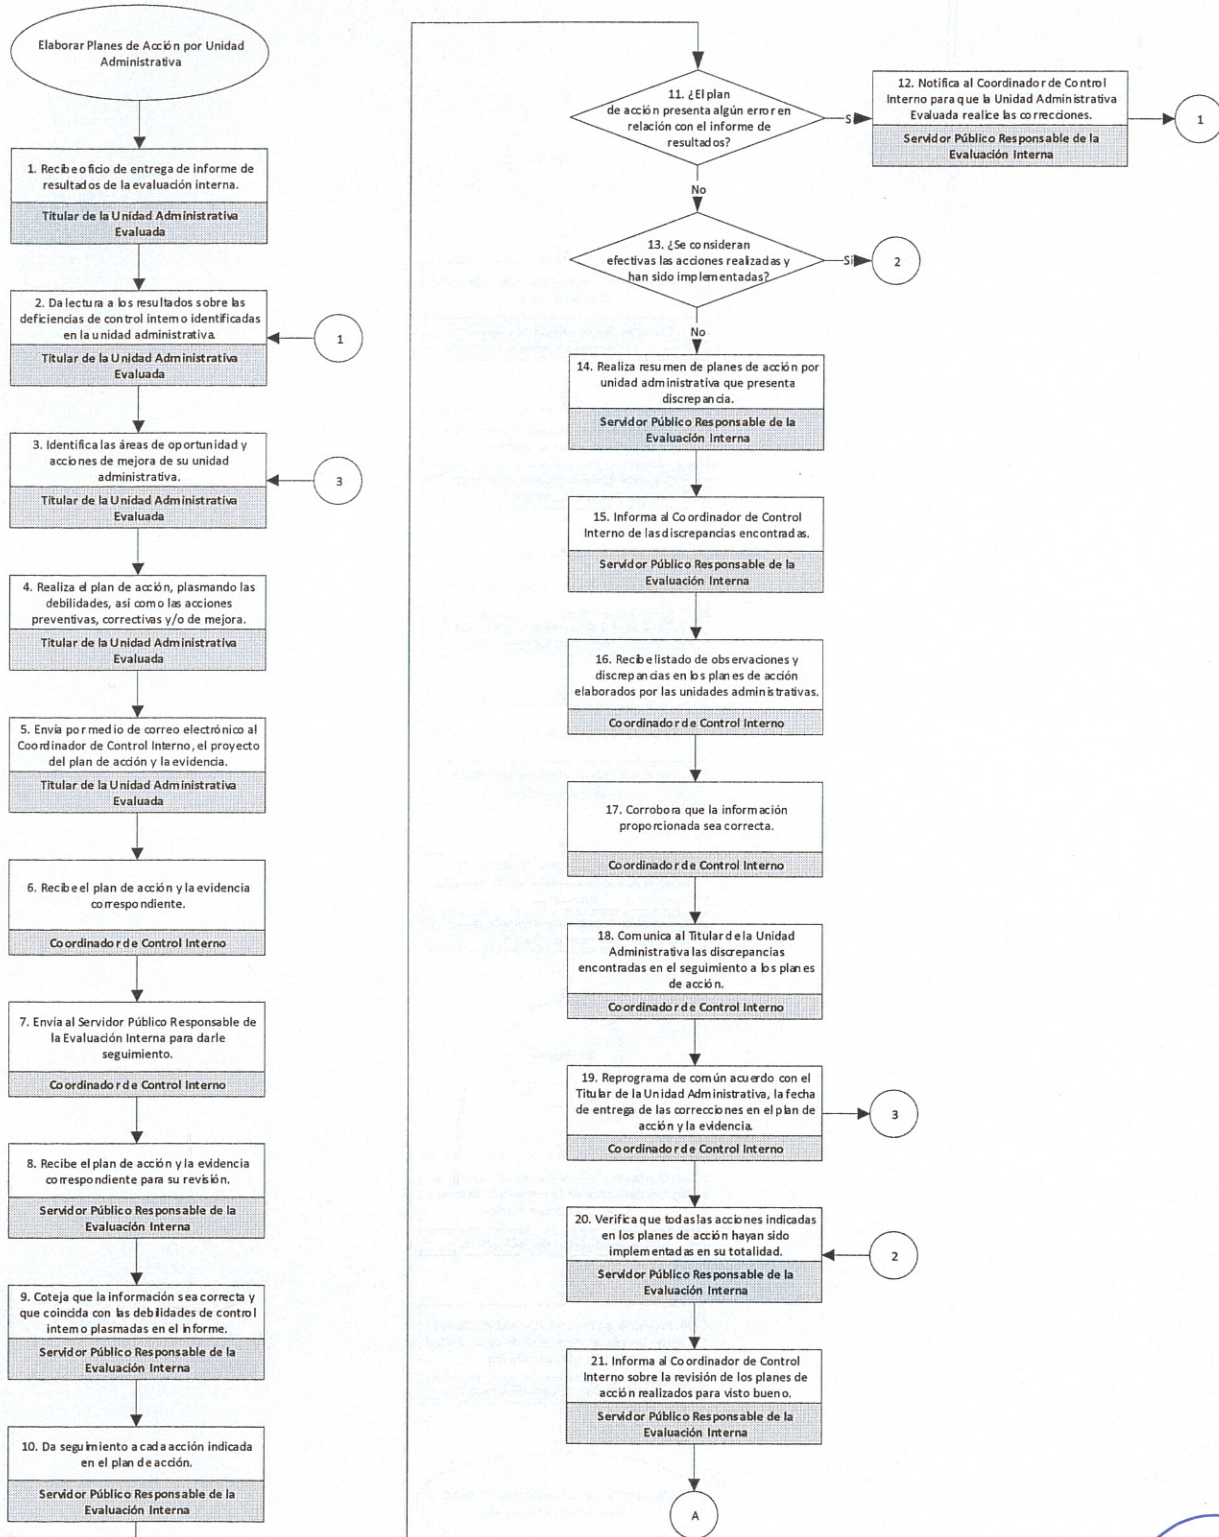 Elaborar Planes de Acción por Unidad
Administrativa
1. Recibe oficio de entrega de informe de
resultados de la evaluación interna.
Titular de la Unidad Administrativa
Evaluada
2. Da lectura a los resultados sobre las
deficiencias de control interno identificadas
en la unidad administrativa.
Titular de la Unidad Administrativa
Evaluada
1
3. Identifica las áreas de oportunidad y
acciones de mejora de su unidad
administrativa.
Titular de la Unidad Administrativa
Evaluada
3
4. Realiza el plan de acción, plasmando las
debilidades, así como las acciones
preventivas, correctivas y/o de mejora.
Titular de la Unidad Administrativa
Evaluada
5. Envía por medio de correo electrónico al
Coordinador de Control Interno, el proyecto
del plan de acción y la evidencia.
Titular de la Unidad Administrativa
Evaluada
6. Recibe el plan de acción y la evidencia
correspondiente.
Coordinador de Control Interno
7. Envía al Servidor Público Responsable de
la Evaluación Interna para darle
seguimiento.
Coordinador de Control Interno
8. Recibe el plan de acción y la evidencia
correspondiente para su revisión.
Servidor Público Responsable de la
Evaluación Interna
9. Coteja que la información sea correcta y
que coincida con las debilidades de control
interno plasmadas en el informe.
Servidor Público Responsable de la
Evaluación Interna
10. Da seguimiento a cada acción indicada
en el plan de acción.
Servidor Público Responsable de la
Evaluación Interna
11. ¿El plan
de acción presenta algún error en
relación con el informe de
resultados?
Si
12. Notifica al Coordinador de Control
Interno para que la Unidad Administrativa
Evaluada realice las correcciones.
Servidor Público Responsable de la
Evaluación Interna
1
No
13. ¿Se consideran
efectivas las acciones realizadas y
han sido implementadas?
Si
2
No
14. Realiza resumen de planes de acción por
unidad administrativa que presenta
discrepancia.
Servidor Público Responsable de la
Evaluación Interna
15. Informa al Coordinador de Control
Interno de las discrepancias encontradas.
Servidor Público Responsable de la
Evaluación Interna
16. Recibe listado de observaciones y
discrepancias en los planes de acción
elaborados por las unidades administrativas.
Coordinador de Control Interno
17. Corrobora que la información
proporcionada sea correcta.
Coordinador de Control Interno
18. Comunica al Titular de la Unidad
Administrativa las discrepancias
encontradas en el seguimiento a los planes
de acción.
Coordinador de Control Interno
19. Reprograma de común acuerdo con el
Titular de la Unidad Administrativa, la fecha
de entrega de las correcciones en el plan de
acción y la evidencia.
Coordinador de Control Interno
3
20. Verifica que todas las acciones indicadas
en los planes de acción hayan sido
implementadas en su totalidad.
Servidor Público Responsable de la
Evaluación Interna
2
21. Informa al Coordinador de Control
Interno sobre la revisión de los planes de
acción realizados para visto bueno.
Servidor Público Responsable de la
Evaluación Interna
A